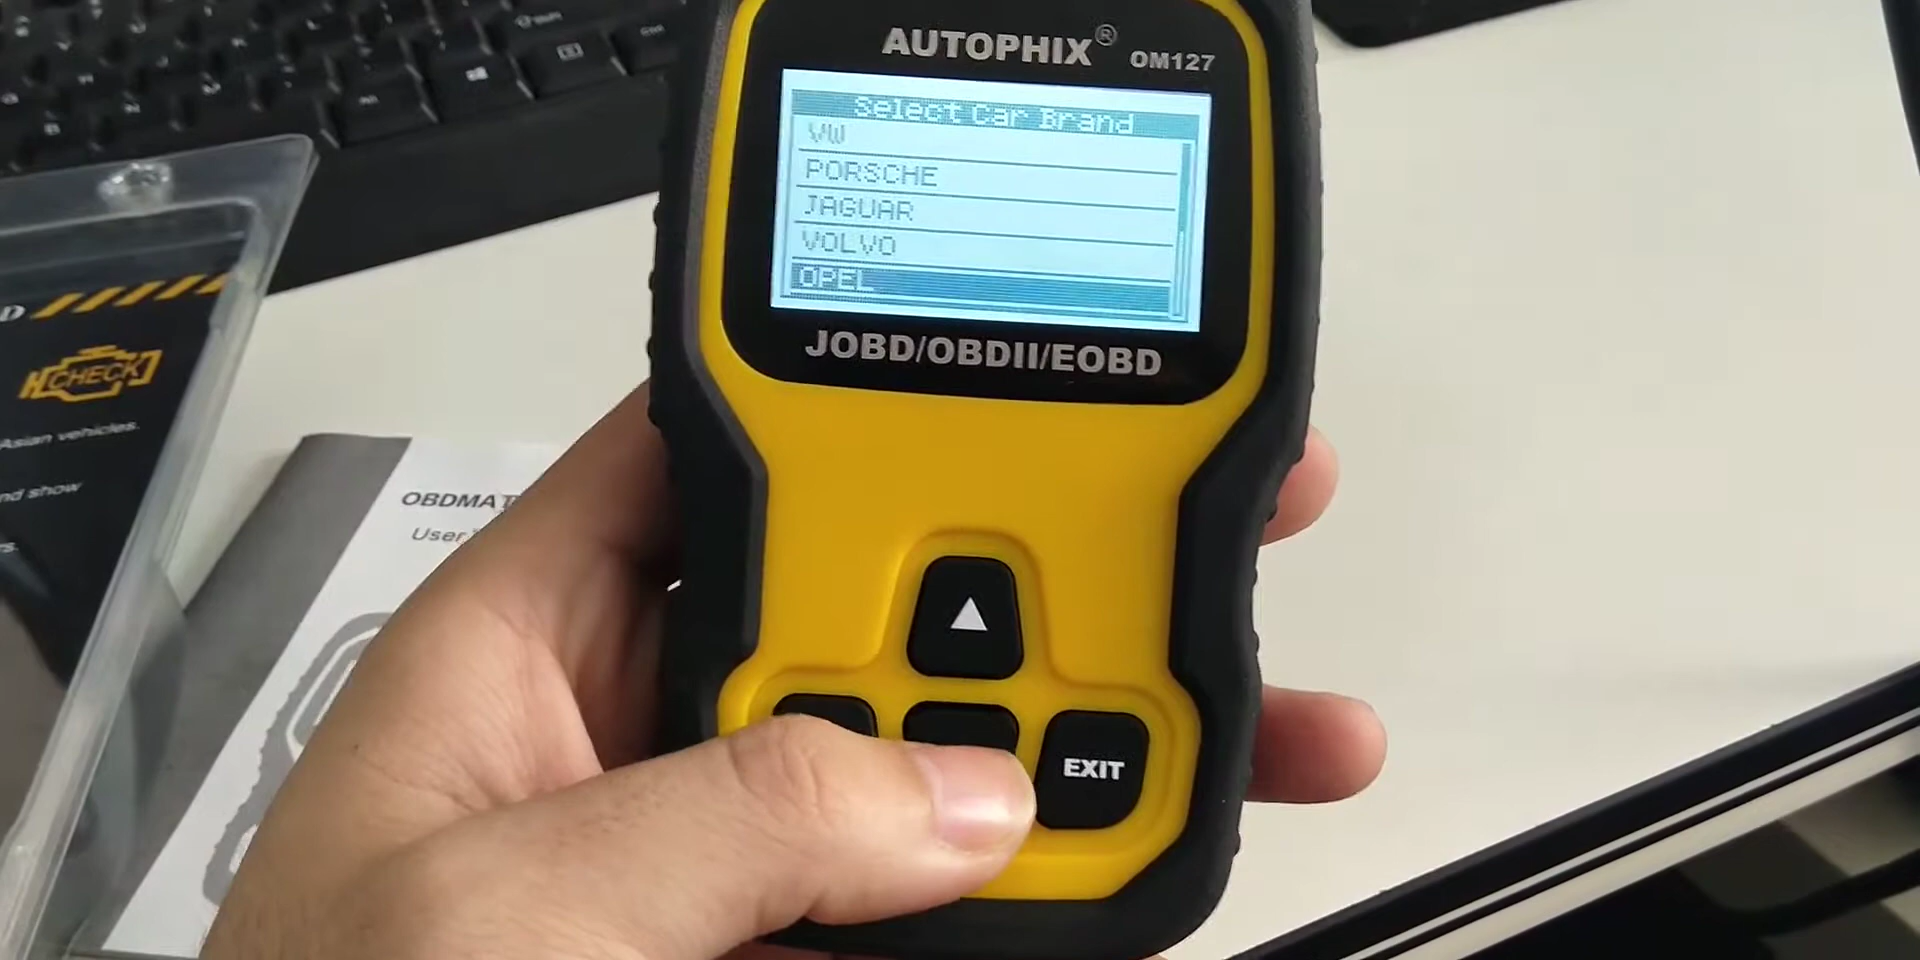 AUTOPHIX® OM127
Select Car Brand
VW
PORSCHE
JAGUAR
VOLVO
OPEL
JOBD/OBDII/EOBD
EXIT
D
CHECK
Asian vehicles.
nd show
s.
OBDMAT
User